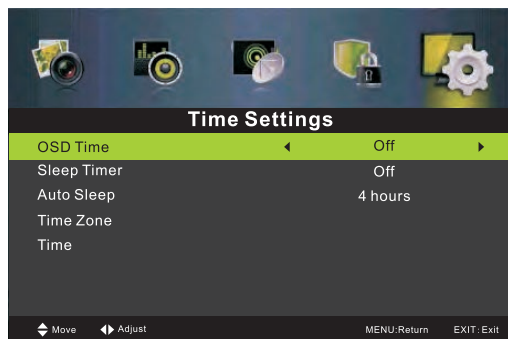 Time Settings
OSD Time Off
Sleep Timer Off
Auto Sleep 4 hours
Time Zone
Time
Move Adjust MENU:Return EXIT:Exit